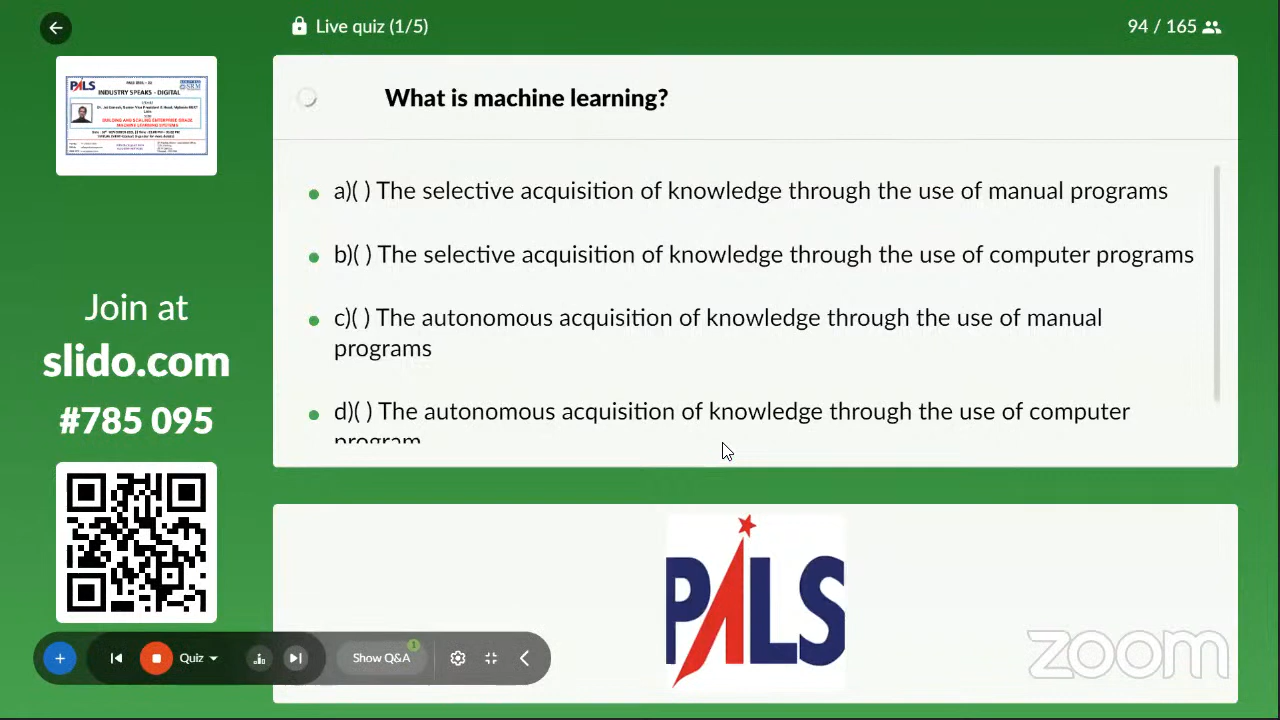 Live quiz (1/5)
94 / 165
PALS
INDUSTRY SPEAKS - DIGITAL
What is machine learning?
a)( ) The selective acquisition of knowledge through the use of manual programs
b)( ) The selective acquisition of knowledge through the use of computer programs
c)( ) The autonomous acquisition of knowledge through the use of manual
programs
d)( ) The autonomous acquisition of knowledge through the use of computer
program
Join at
slido.com
#785 095
PALS
Quiz
Show Q&A
1
zoom